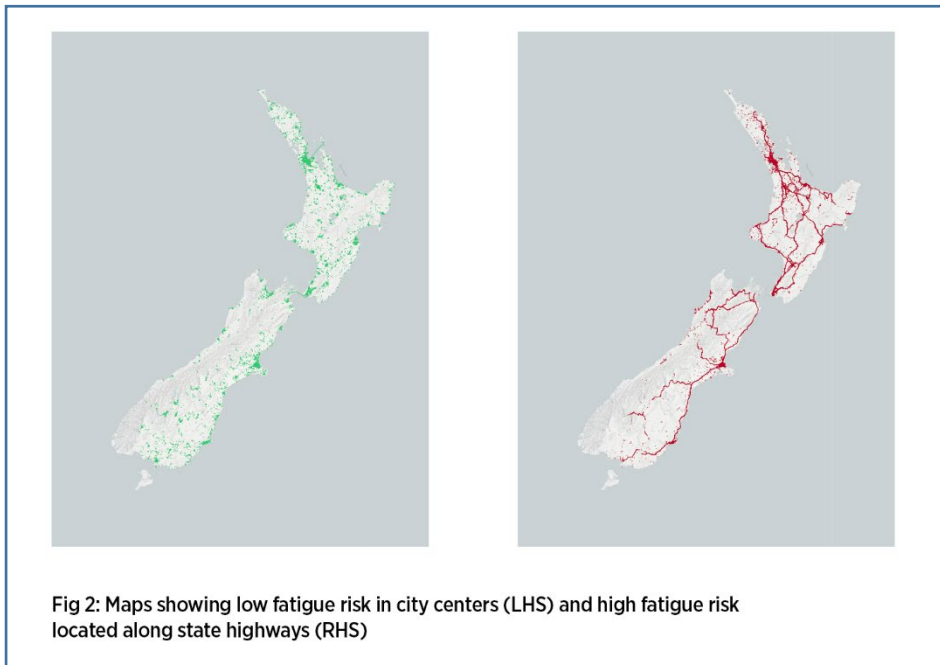 Fig 2: Maps showing low fatigue risk in city centers (LHS) and high fatigue risk
located along state highways (RHS)